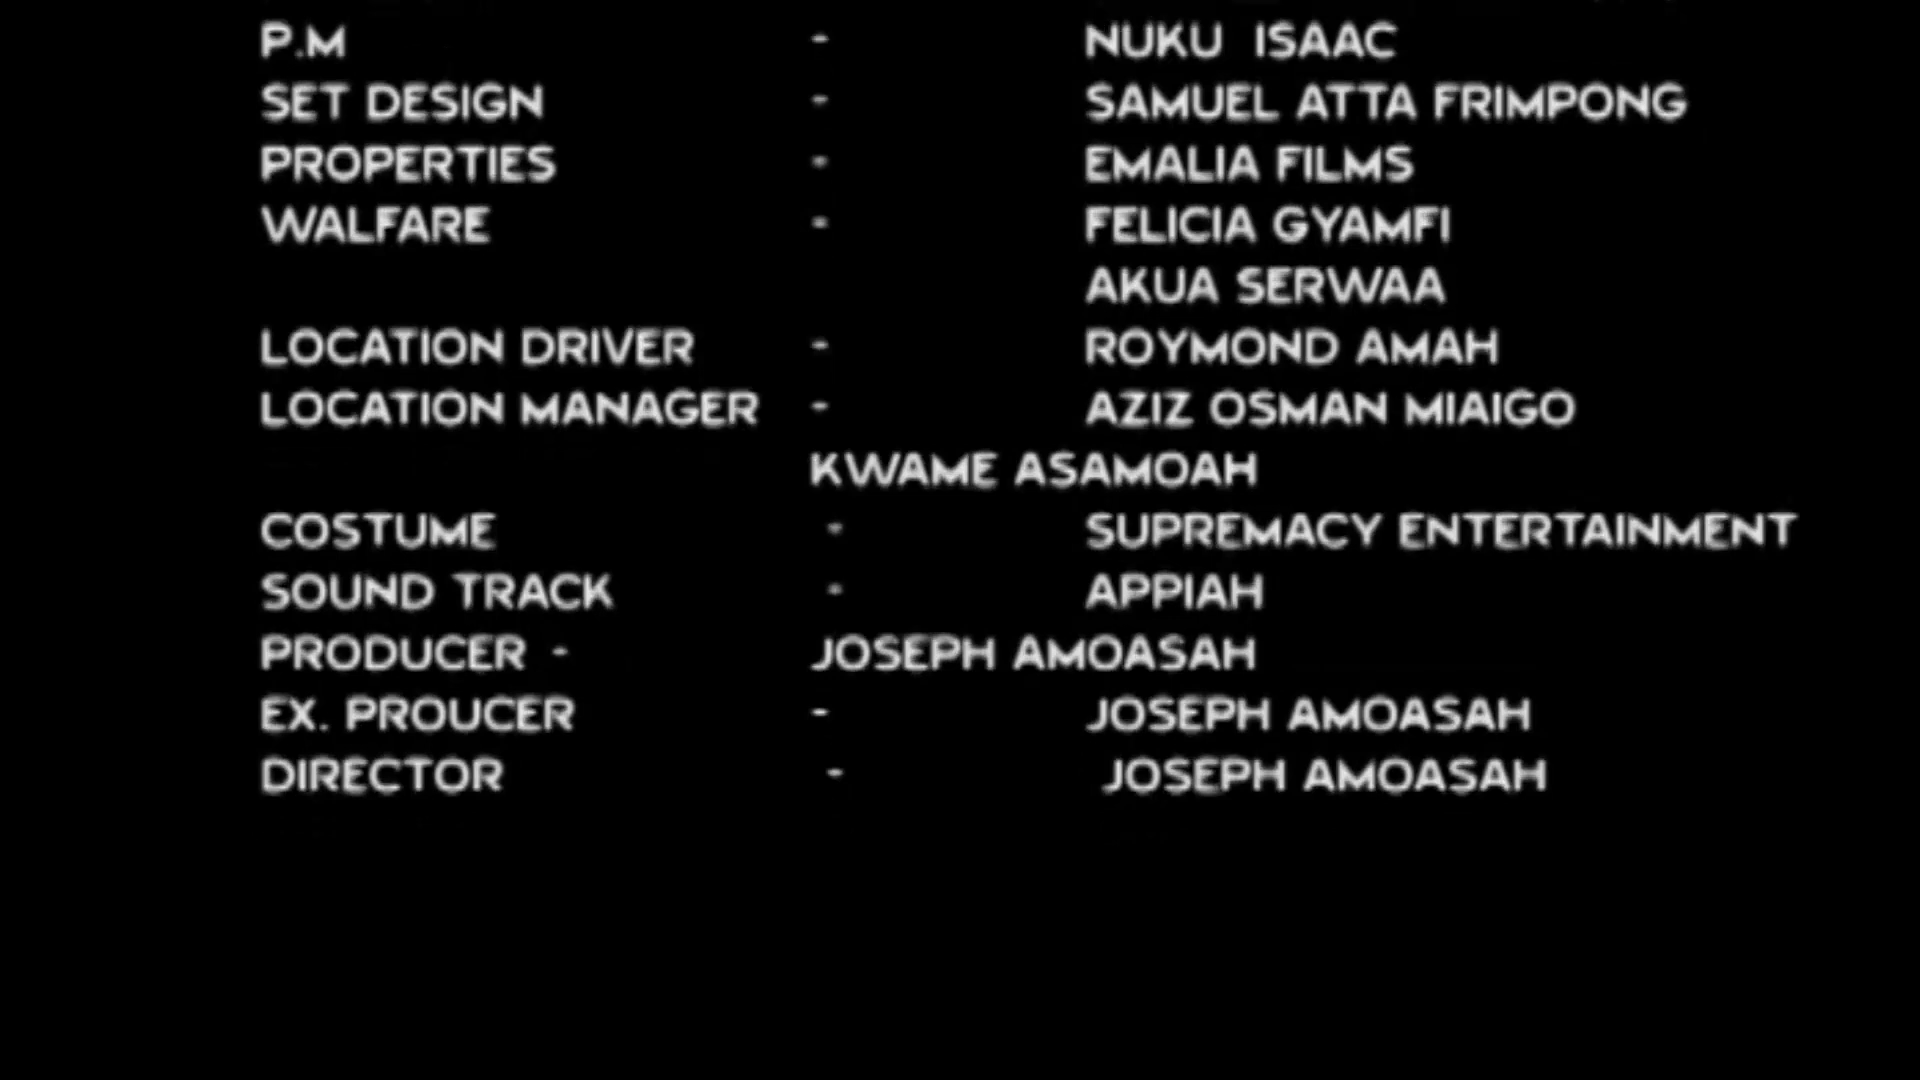 P.M - NUKU ISAAC
SET DESIGN - SAMUEL ATTA FRIMPONG
PROPERTIES - EMALIA FILMS
WALFARE - FELICIA GYAMFI
AKUA SERWAA
LOCATION DRIVER - ROYMOND AMAH
LOCATION MANAGER - AZIZ OSMAN MIAIGO
KWAME ASAMOAH
COSTUME - SUPREMACY ENTERTAINMENT
SOUND TRACK - APPIAH
PRODUCER - JOSEPH AMOASAH
EX. PROUCER - JOSEPH AMOASAH
DIRECTOR - JOSEPH AMOASAH